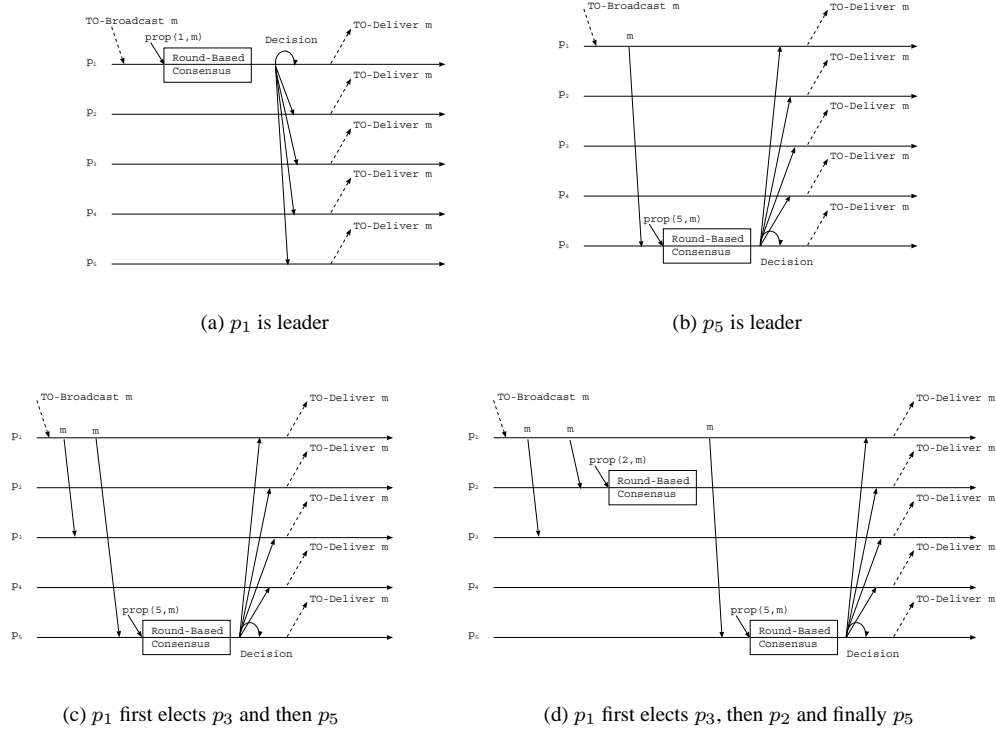 TO-Broadcast m
prop(1,m)
Decision
TO-Deliver m
p₁
Round-Based
Consensus
TO-Deliver m
p₂
TO-Deliver m
p₃
TO-Deliver m
p₄
TO-Deliver m
p₅
(a) p₁ is leader
TO-Broadcast m
TO-Deliver m
m
p₁
TO-Deliver m
p₂
TO-Deliver m
p₃
TO-Deliver m
p₄
prop(5,m)
TO-Deliver m
Round-Based
Consensus
p₅
Decision
(b) p₅ is leader
TO-Broadcast m
TO-Deliver m
m
m
p₁
TO-Deliver m
p₂
TO-Deliver m
p₃
TO-Deliver m
p₄
prop(5,m)
TO-Deliver m
Round-Based
Consensus
p₅
Decision
(c) p₁ first elects p₃ and then p₅
TO-Broadcast m
TO-Deliver m
m
m
m
p₁
prop(2,m)
TO-Deliver m
Round-Based
Consensus
p₂
TO-Deliver m
p₃
TO-Deliver m
p₄
prop(5,m)
TO-Deliver m
Round-Based
Consensus
p₅
Decision
(d) p₁ first elects p₃, then p₂ and finally p₅